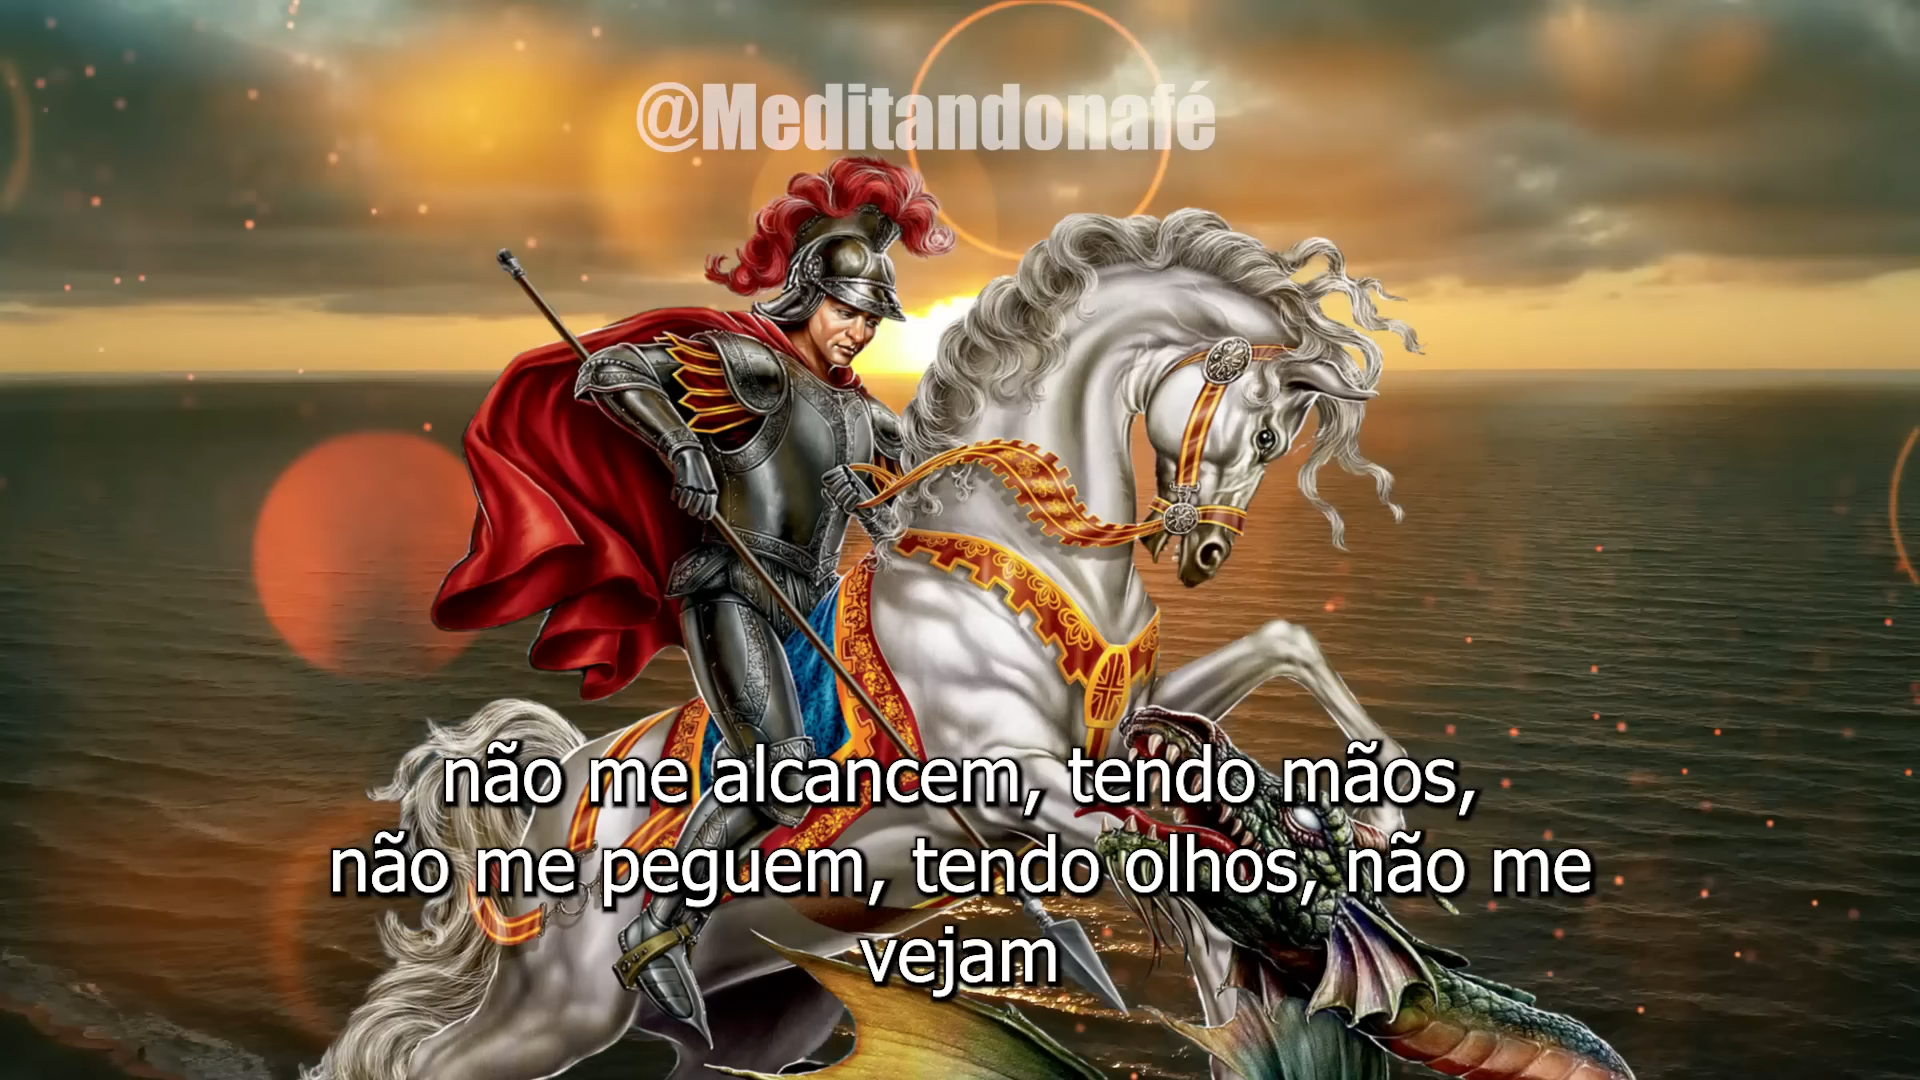 @Meditandonafé
não me alcancem, tendo mãos,
não me peguem, tendo olhos, não me
vejam